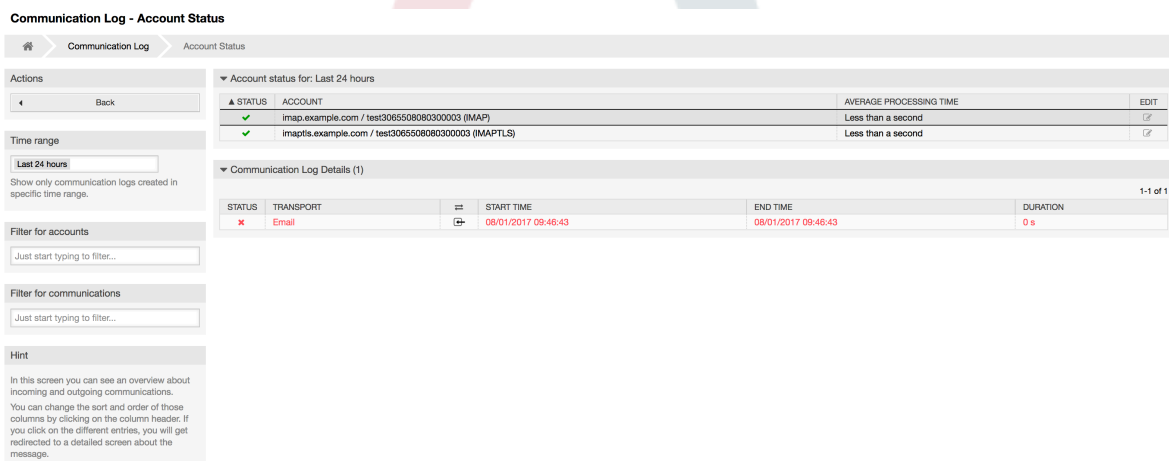 Communication Log - Account Status
Communication Log
Account Status
Actions
Back
Time range
Last 24 hours
Show only communication logs created in
specific time range.
Filter for accounts
Just start typing to filter...
Filter for communications
Just start typing to filter...
Hint
In this screen you can see an overview about
incoming and outgoing communications.
You can change the sort and order of those
columns by clicking on the column header. If
you click on the different entries, you will get
redirected to a detailed screen about the
message.
Account status for: Last 24 hours
STATUS ACCOUNT AVERAGE PROCESSING TIME EDIT
imap.example.com / test3065508080300003 (IMAP) Less than a second
imaptls.example.com / test3065508080300003 (IMAPTLS) Less than a second
Communication Log Details (1)
1-1 of 1
STATUS TRANSPORT START TIME END TIME DURATION
Email 08/01/2017 09:46:43 08/01/2017 09:46:43 0 s